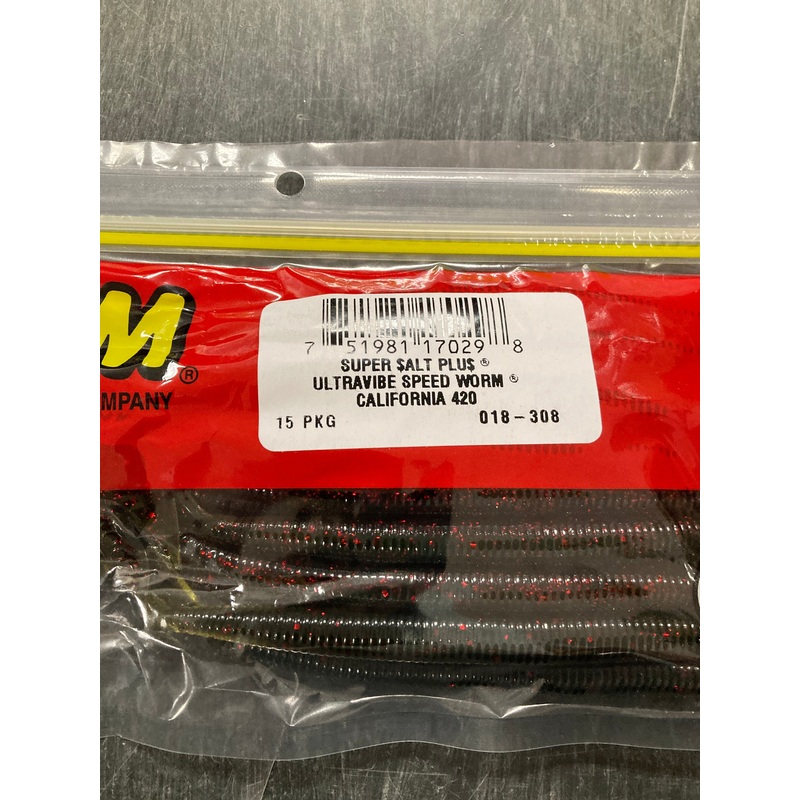 M®
MPANY
7 51981 17029 8
SUPER $ALT PLU$ ®
ULTRAVIBE SPEED WORM ®
CALIFORNIA 420
15 PKG 018-308